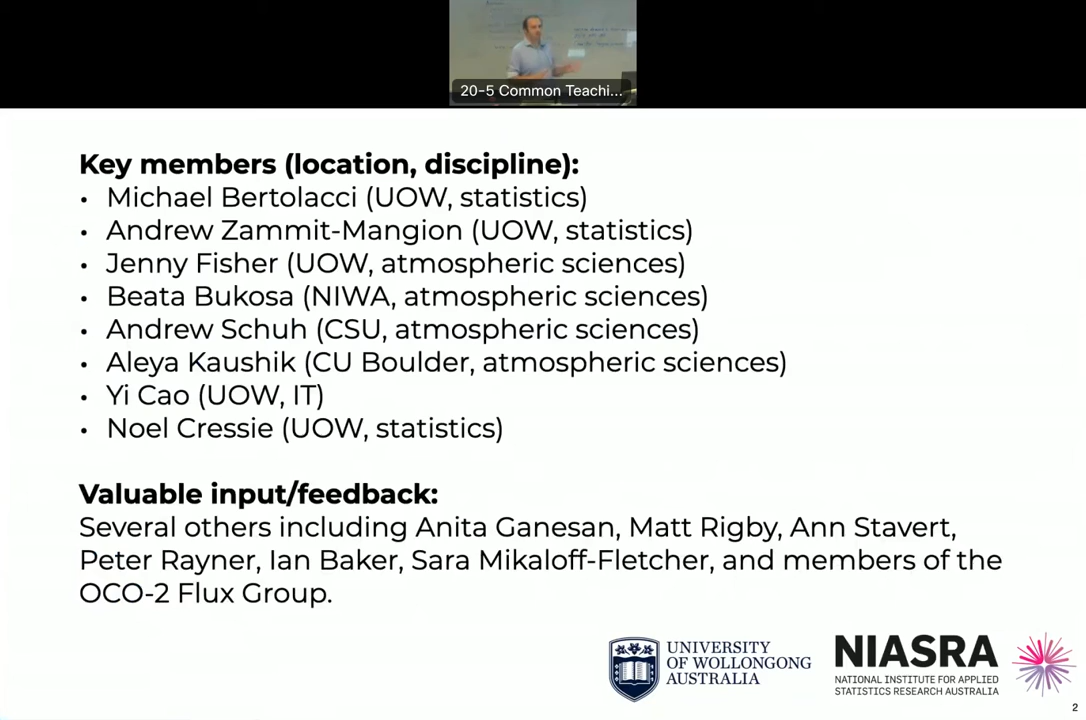 20-5 Common Teachi...
Key members (location, discipline):
• Michael Bertolacci (UOW, statistics)
• Andrew Zammit-Mangion (UOW, statistics)
• Jenny Fisher (UOW, atmospheric sciences)
• Beata Bukosa (NIWA, atmospheric sciences)
• Andrew Schuh (CSU, atmospheric sciences)
• Aleya Kaushik (CU Boulder, atmospheric sciences)
• Yi Cao (UOW, IT)
• Noel Cressie (UOW, statistics)
Valuable input/feedback:
Several others including Anita Ganesan, Matt Rigby, Ann Stavert,
Peter Rayner, Ian Baker, Sara Mikaloff-Fletcher, and members of the
OCO-2 Flux Group.
UNIVERSITY
OF WOLLONGONG
AUSTRALIA
NIASRA
NATIONAL INSTITUTE FOR APPLIED
STATISTICS RESEARCH AUSTRALIA
2